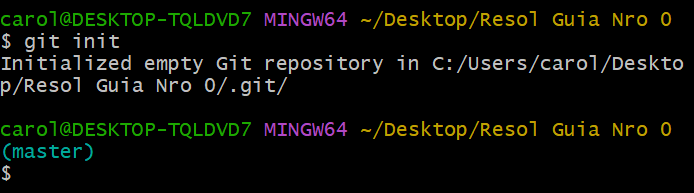 carol@DESKTOP-TQLDVD7 MINGW64 ~/Desktop/Resol Guia Nro 0
$ git init
Initialized empty Git repository in C:/Users/carol/Deskto
p/Resol Guia Nro 0/.git/
carol@DESKTOP-TQLDVD7 MINGW64 ~/Desktop/Resol Guia Nro 0
(master)
$